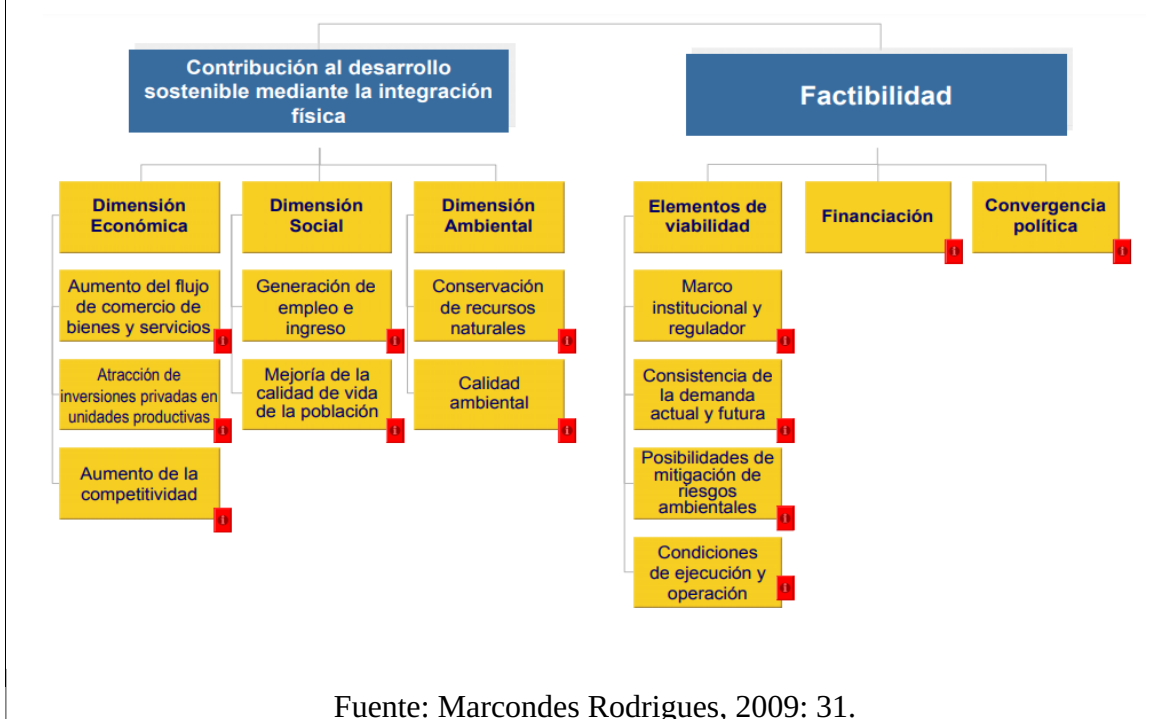 Contribución al desarrollo
sostenible mediante la integración
física
Factibilidad
Dimensión
Económica
Dimensión
Social
Dimensión
Ambiental
Elementos de
viabilidad
Financiación
Convergencia
política
Aumento del flujo
de comercio de
bienes y servicios
Generación de
empleo e
ingreso
Conservación
de recursos
naturales
Marco
institucional y
regulador
Atracción de
inversiones privadas en
unidades productivas
Mejoría de la
calidad de vida
de la población
Calidad
ambiental
Consistencia de
la demanda
actual y futura
Aumento de la
competitividad
Posibilidades de
mitigación de
riesgos
ambientales
Condiciones
de ejecución y
operación
Fuente: Marcondes Rodrigues, 2009: 31.